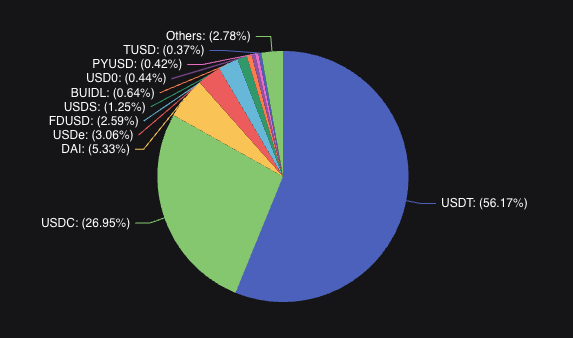 Others: (2.78%)
TUSD: (0.37%)
PYUSD: (0.42%)
USD0: (0.44%)
BUIDL: (0.64%)
USDS: (1.25%)
FDUSD: (2.59%)
USDe: (3.06%)
DAI: (5.33%)
USDT: (56.17%)
USDC: (26.95%)